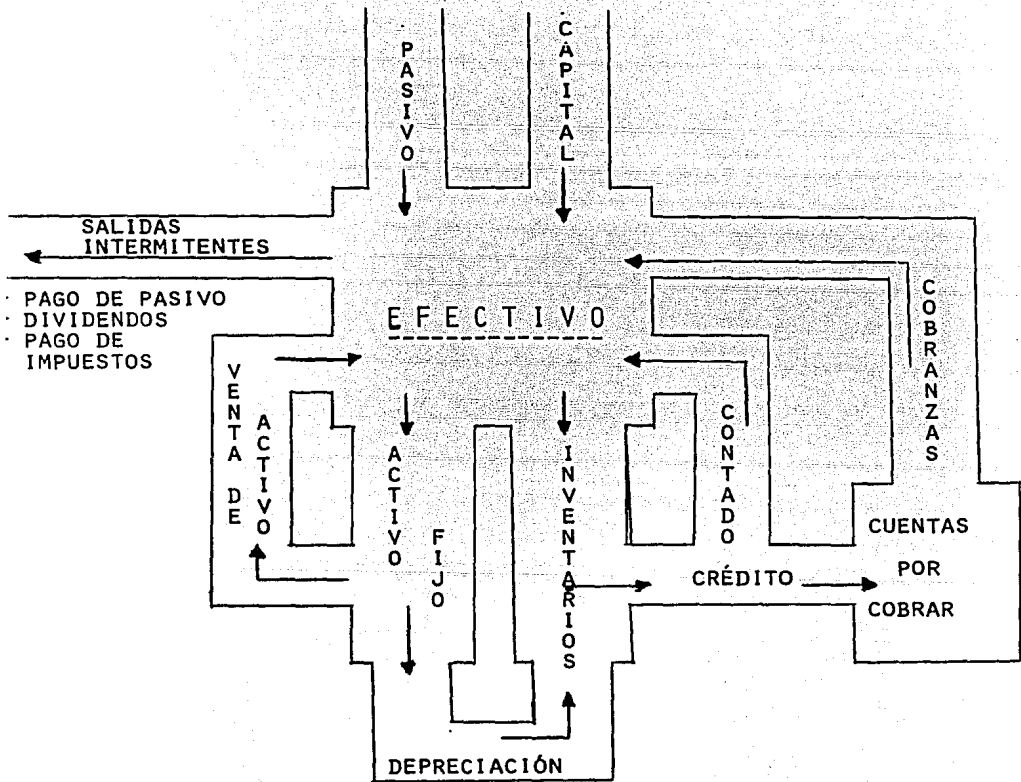 PASIVO
CAPITAL
SALIDAS
INTERMITENTES
· PAGO DE PASIVO
· DIVIDENDOS
· PAGO DE
IMPUESTOS
EFECTIVO
COBRANZAS
VENTA DE
ACTIVO
ACTIVO
FIJO
INVENTARIOS
CONTADO
CRÉDITO
CUENTAS
POR
COBRAR
DEPRECIACIÓN